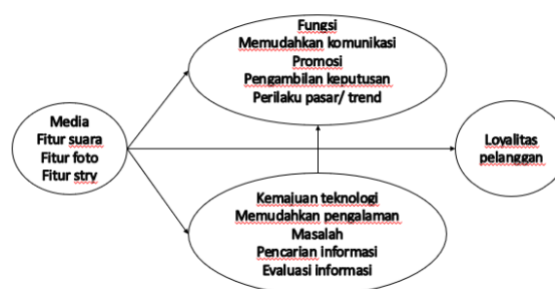 Fungsi
Memudahkan komunikasi
Promosi
Pengambilan keputusan
Perilaku pasar/ trend
Media
Fitur suara
Fitur foto
Fitur stry
Loyalitas
pelanggan
Kemajuan teknologi
Memudahkan pengalaman
Masalah
Pencarian informasi
Evaluasi informasi